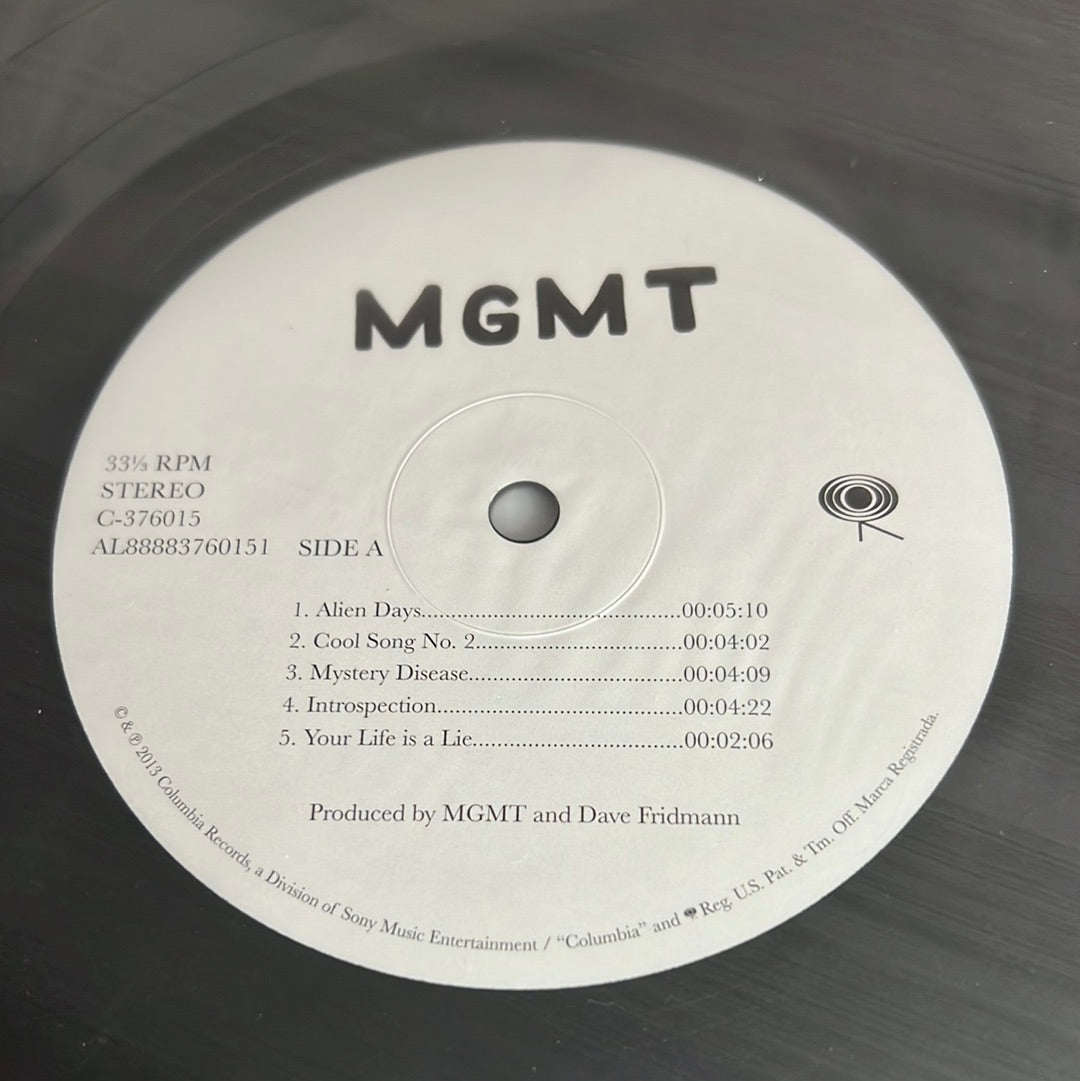 MGMT
33⅓ RPM
STEREO
C-376015
AL88883760151 SIDE A
1. Alien Days.......................................00:05:10
2. Cool Song No. 2...............................00:04:02
3. Mystery Disease................................00:04:09
4. Introspection.....................................00:04:22
5. Your Life is a Lie................................00:02:06
Produced by MGMT and Dave Fridmann
© & ℗ 2013 Columbia Records, a Division of Sony Music Entertainment / “Columbia” and Reg. U.S. Pat. & Tm. Off. Marca Registrada.